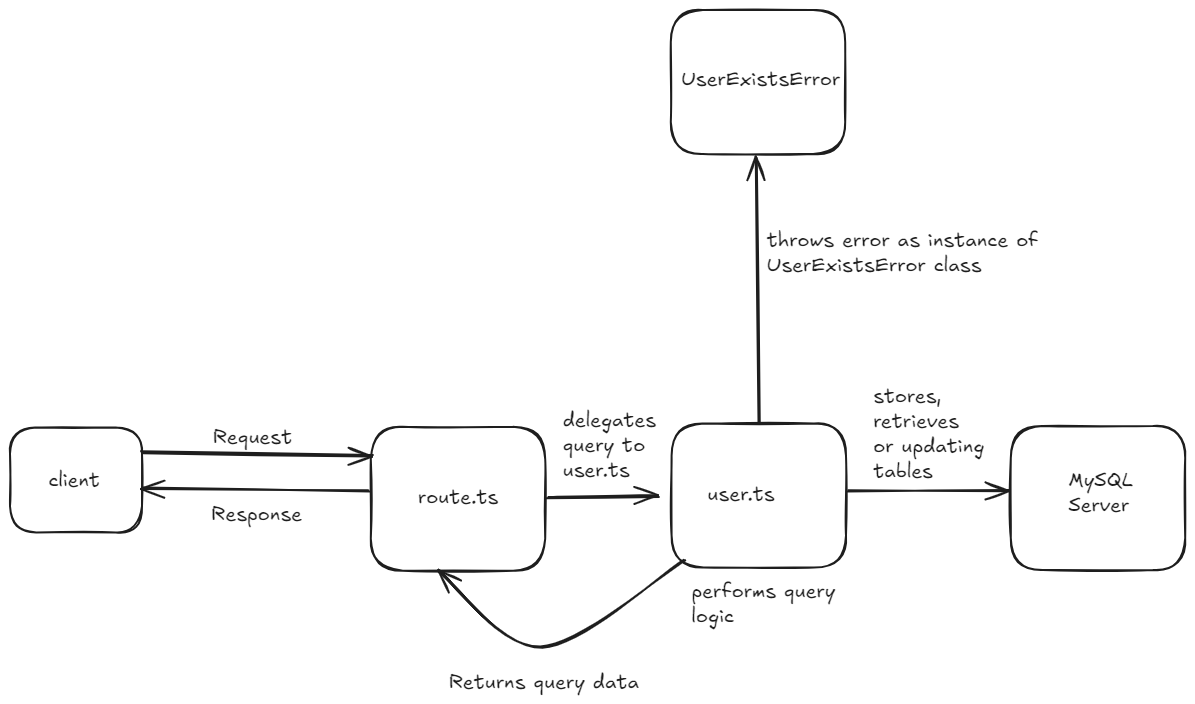 UserExistsError
throws error as instance of
UserExistsError class
stores,
retrieves
or updating
tables
delegates
query to
user.ts
Request
client
Response
route.ts
user.ts
MySQL
Server
performs query
logic
Returns query data